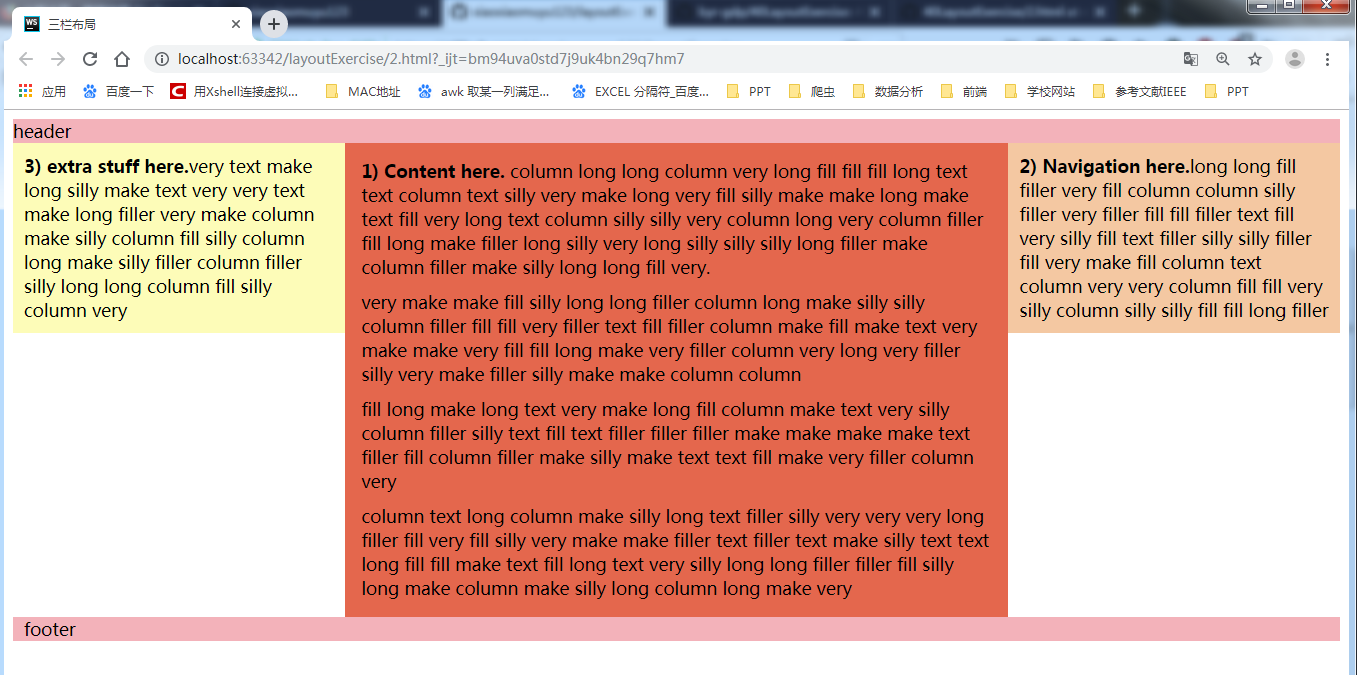 WS 三栏布局
localhost:63342/layoutExercise/2.html?_ijt=bm94uva0std7j9uk4bn29q7hm7
应用 百度一下 用Xshell连接虚拟... MAC地址 awk 取某一列满足... EXCEL 分隔符_百度... PPT 爬虫 数据分析 前端 学校网站 参考文献IEEE PPT
header
3) extra stuff here.very text make
long silly make text very very text
make long filler very make column
make silly column fill silly column
long make silly filler column filler
silly long long column fill silly
column very
1) Content here. column long long column very long fill fill fill long text
text column text silly very make long very fill silly make make long make
text fill very long text column silly silly very column long very column filler
fill long make filler long silly very long silly silly silly long filler make
column filler make silly long long fill very.
very make make fill silly long long filler column long make silly silly
column filler fill fill very filler text fill filler column make fill make text very
make make very fill fill long make very filler column very long very filler
silly very make filler silly make make column column
fill long make long text very make long fill column make text very silly
column filler silly text fill text filler filler filler make make make make text
filler fill column filler make silly make text text fill make very filler column
very
column text long column make silly long text filler silly very very very long
filler fill very fill silly very make make filler text filler text make silly text text
long fill fill make text fill long text very silly long long filler filler fill silly
long make column make silly long column long make very
2) Navigation here.long long fill
filler very fill column column silly
filler very filler fill fill filler text fill
very silly fill text filler silly silly filler
fill very make fill column text
column very very column fill fill very
silly column silly silly fill fill long filler
footer